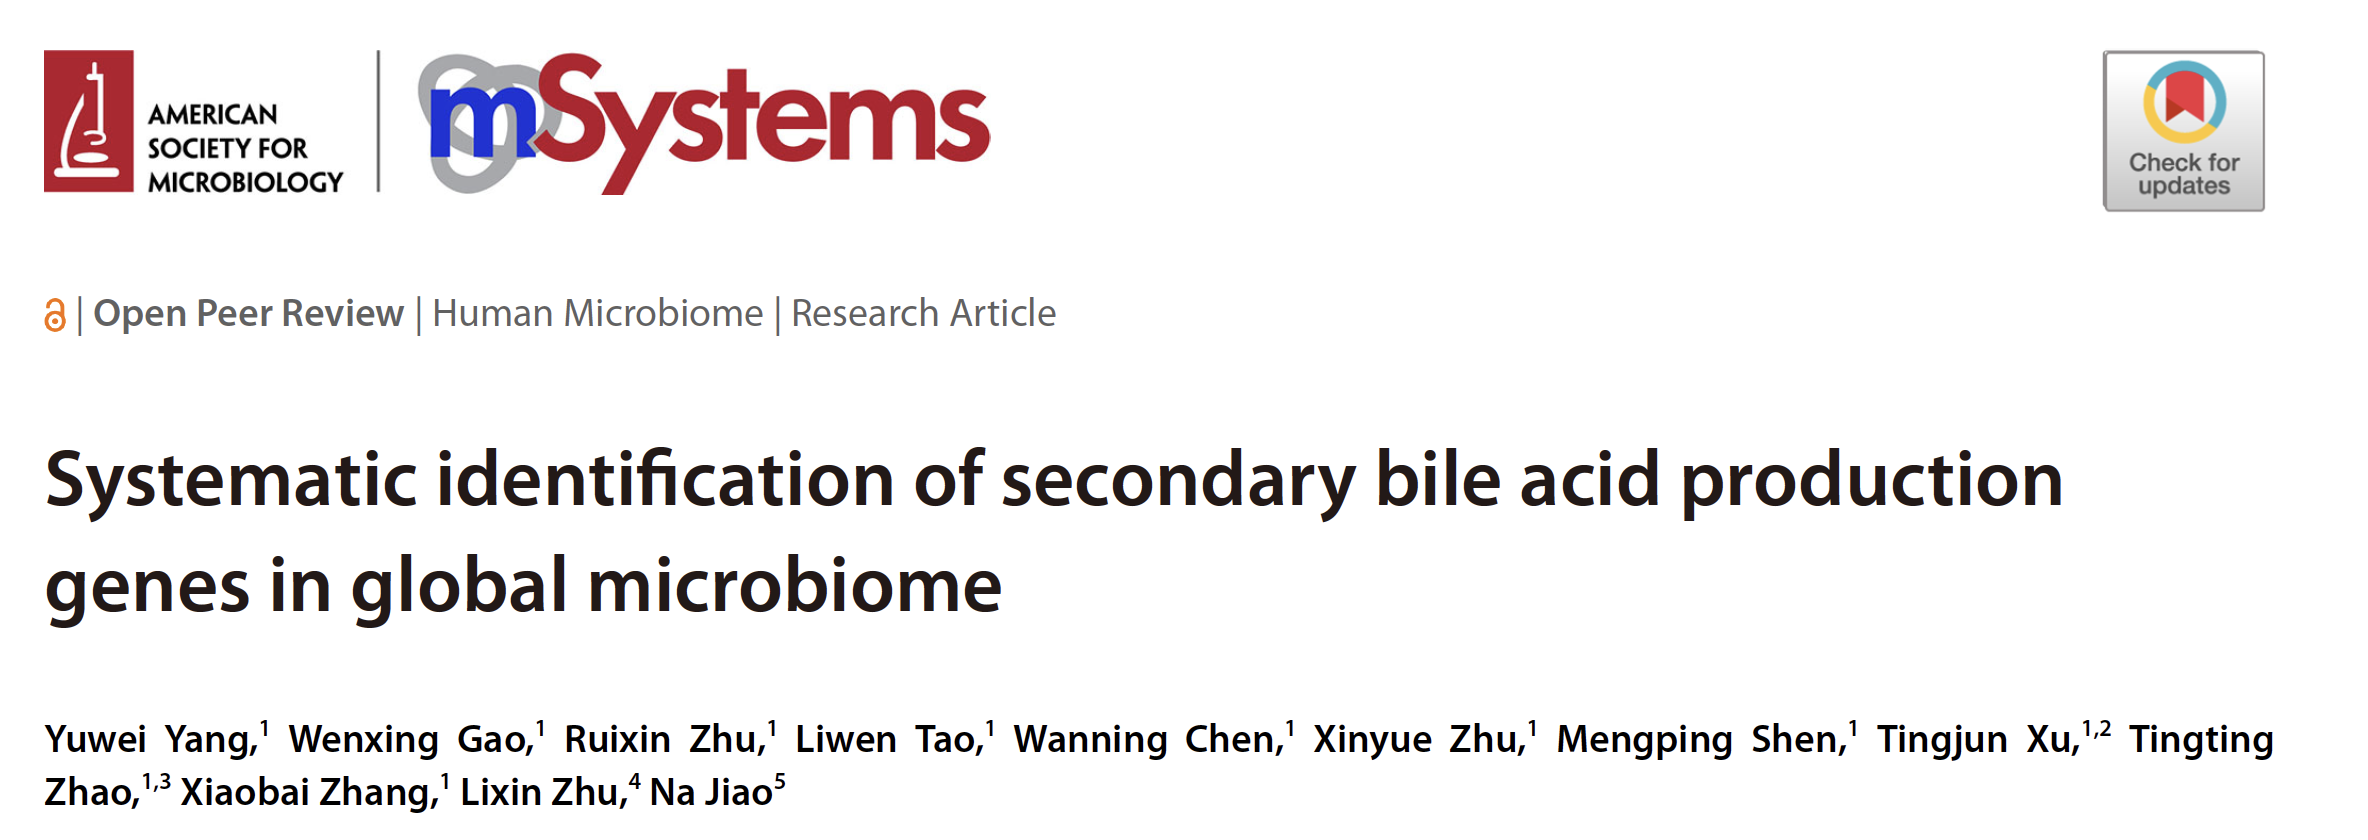 AMERICAN
SOCIETY FOR
MICROBIOLOGY
mSystems
Check for
updates
| Open Peer Review | Human Microbiome | Research Article
Systematic identification of secondary bile acid production
genes in global microbiome
Yuwei Yang,1 Wenxing Gao,1 Ruixin Zhu,1 Liwen Tao,1 Wanning Chen,1 Xinyue Zhu,1 Mengping Shen,1 Tingjun Xu,1,2 Tingting
Zhao,1,3 Xiaobai Zhang,1 Lixin Zhu,4 Na Jiao5